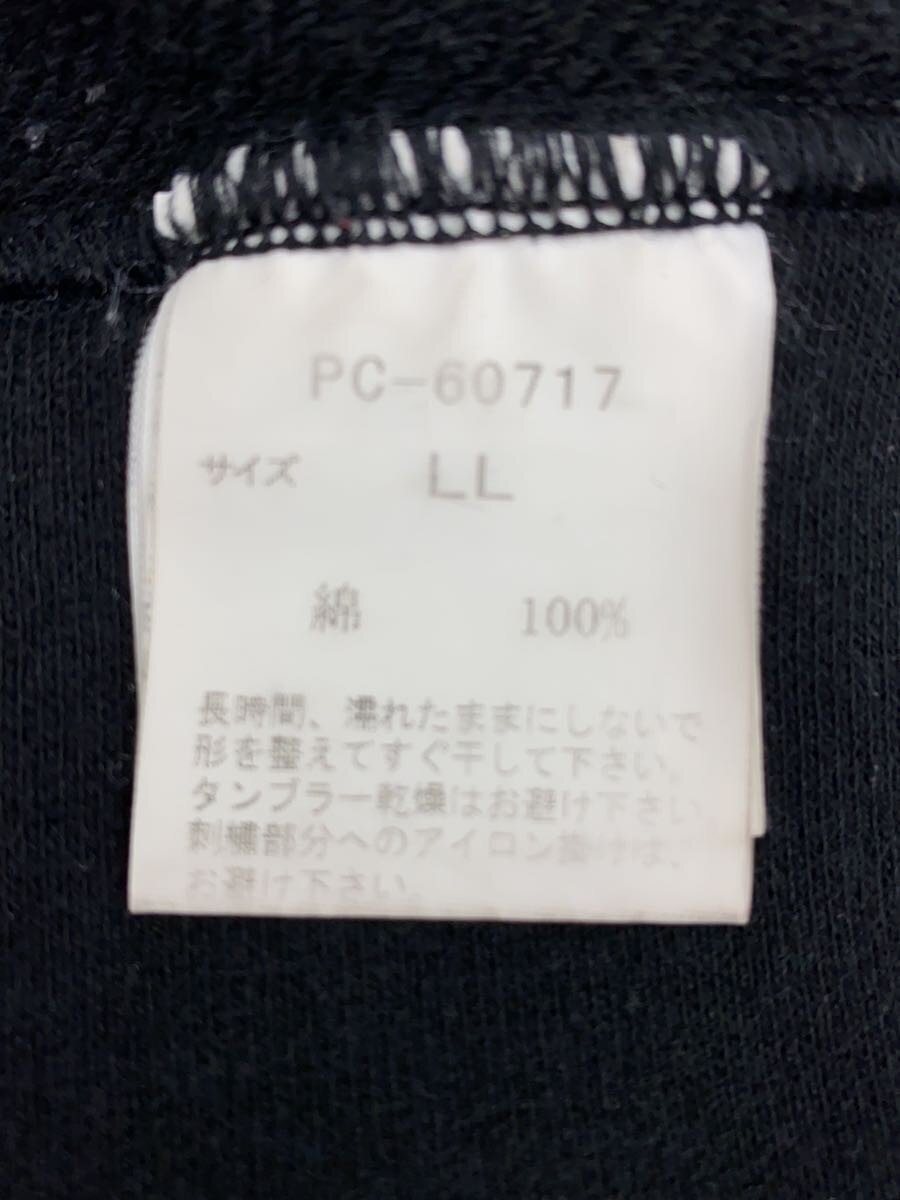 PC-60717
サイズ LL
綿 100%
長時間、濡れたままにしないで
形を整えてすぐ干して下さい。
タンブラー乾燥はお避け下さい。
刺繍部分へのアイロン掛けは、
お避け下さい。